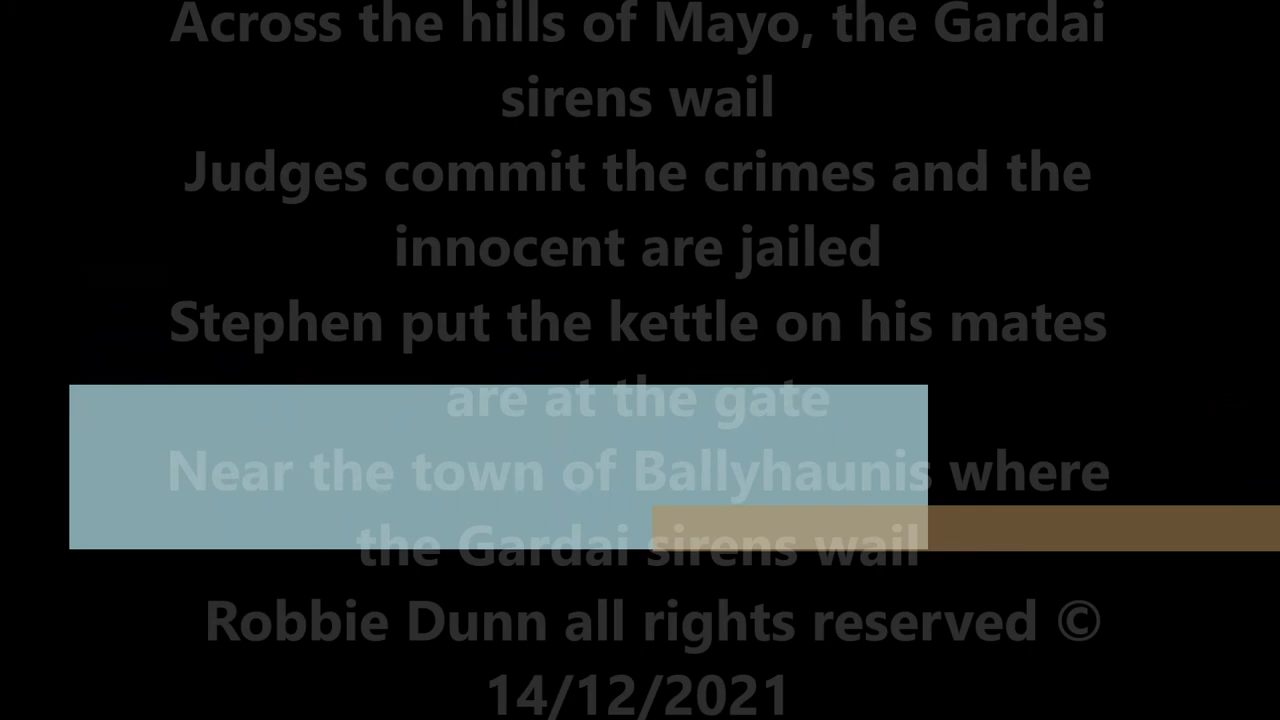 Across the hills of Mayo, the Gardai
sirens wail
Judges commit the crimes and the
innocent are jailed
Stephen put the kettle on his mates
are at the gate
Near the town of Ballyhaunis where
the Gardai sirens wail
Robbie Dunn all rights reserved ©
14/12/2021